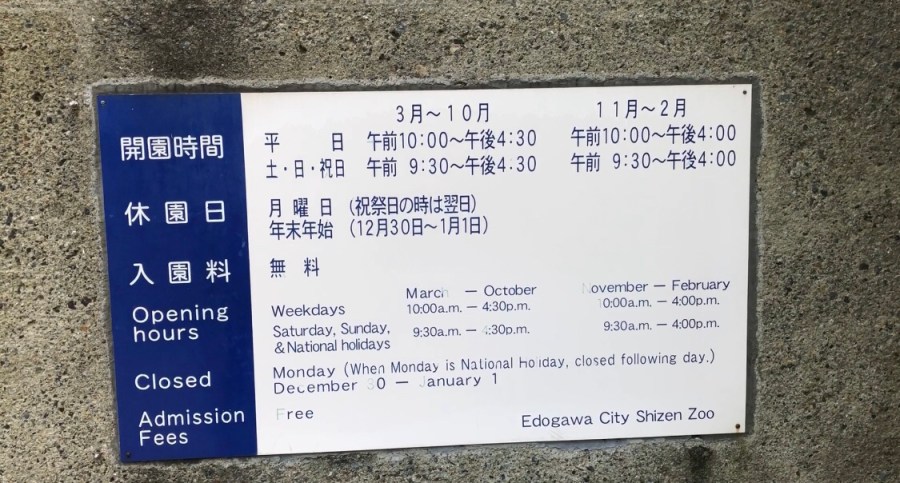 3月～10月 11月～2月
開園時間 平 日 午前10:00～午後4:30 午前10:00～午後4:00
土・日・祝日 午前 9:30～午後4:30 午前 9:30～午後4:00
休園日 月曜日 (祝祭日の時は翌日)
年末年始 (12月30日～1月1日)
入園料 無料
March — October November — February
Opening hours Weekdays 10:00a.m. — 4:30p.m. 10:00a.m. — 4:00p.m.
Saturday, Sunday, 9:30a.m. — 4:30p.m. 9:30a.m. — 4:00p.m.
& National holidays
Closed Monday (When Monday is National Holiday, closed following day.)
December 30 — January 1
Admission Fees Free
Edogawa City Shizen Zoo